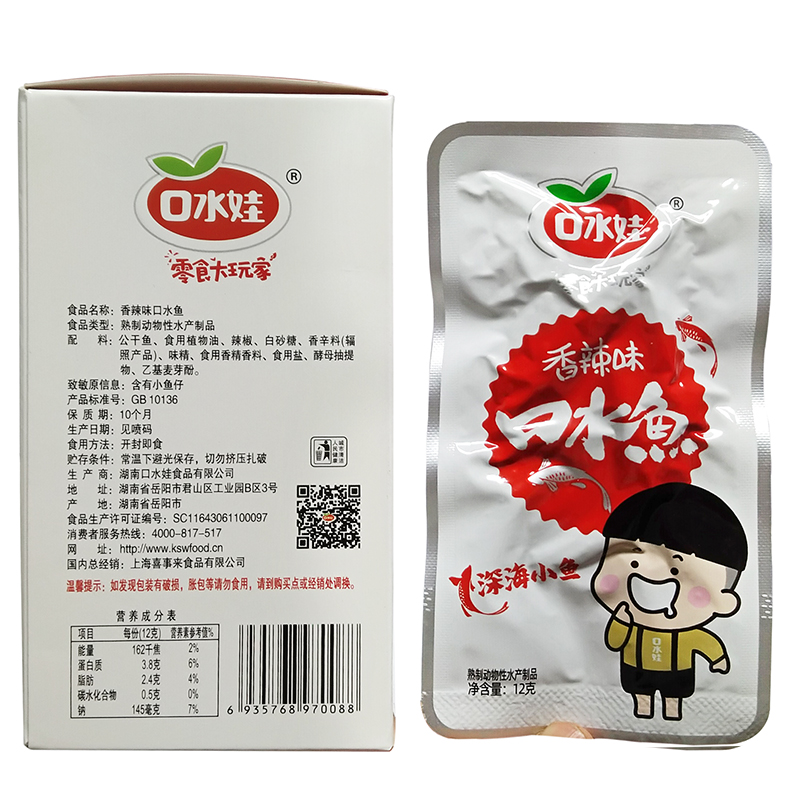 口水娃
®
零食大玩家
食品名称：香辣味口水鱼
食品类型：熟制动物性水产制品
配　　料：公干鱼、食用植物油、辣椒、白砂糖、香辛料(辐
照产品)、味精、食用香精香料、食用盐、酵母抽提
物、乙基麦芽酚。
致敏原信息：含有小鱼仔
产品标准号：GB 10136
保 质 期：10个月
生产日期：见喷码
食用方法：开封即食
贮存条件：常温下避光保存，切勿挤压扎破
生 产 商：湖南口水娃食品有限公司
地　　址：湖南省岳阳市君山区工业园B区3号
产　　地：湖南省岳阳市
食品生产许可证编号：SC11643061100097
消费者服务热线：4000-817-517
网　　址：http://www.kswfood.cn
国内总经销：上海喜事来食品有限公司
温馨提示：如发现包装有破损，胀包等请勿食用，请到购买点或经销处调换。
城市清洁
人民健康
营养成分表
项目 每份(12克) 营养素参考值%
能量 162千焦 2%
蛋白质 3.8克 6%
脂肪 2.4克 4%
碳水化合物 0.5克 0%
钠 145毫克 7%
6 935768 970088
口水娃
®
零食大玩家
香辣味
口水鱼
深海小鱼
口水娃
熟制动物性水产制品
净含量：12克